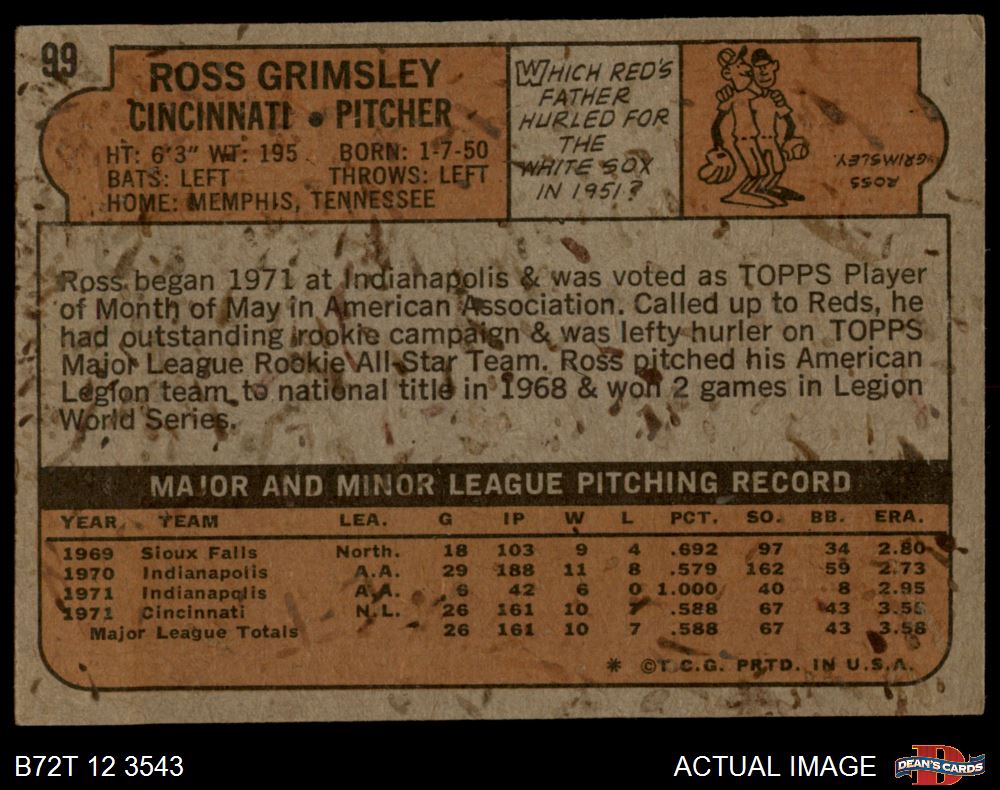 99
ROSS GRIMSLEY
CINCINNATI • PITCHER
HT: 6'3" WT: 195 BORN: 1-7-50
BATS: LEFT THROWS: LEFT
HOME: MEMPHIS, TENNESSEE
WHICH RED'S
FATHER
HURLED FOR
THE
WHITE SOX
IN 1951?
ROSS
GRIMSLEY.
Ross began 1971 at Indianapolis & was voted as TOPPS Player
of Month of May in American Association. Called up to Reds, he
had outstanding rookie campaign & was lefty hurler on TOPPS
Major League Rookie All-Star Team. Ross pitched his American
Legion team to national title in 1968 & won 2 games in Legion
World Series.
MAJOR AND MINOR LEAGUE PITCHING RECORD
YEAR TEAM LEA. G IP W L PCT. SO. BB. ERA.
1969 Sioux Falls North. 18 103 9 4 .692 97 34 2.80
1970 Indianapolis A.A. 29 188 11 8 .579 162 59 2.73
1971 Indianapolis A.A. 6 42 6 0 1.000 40 8 2.95
1971 Cincinnati N.L. 26 161 10 7 .588 67 43 3.58
Major League Totals 26 161 10 7 .588 67 43 3.58
* ©T.C.G. PRTD. IN U.S.A.
B72T 12 3543
ACTUAL IMAGE
DEAN'S CARDS